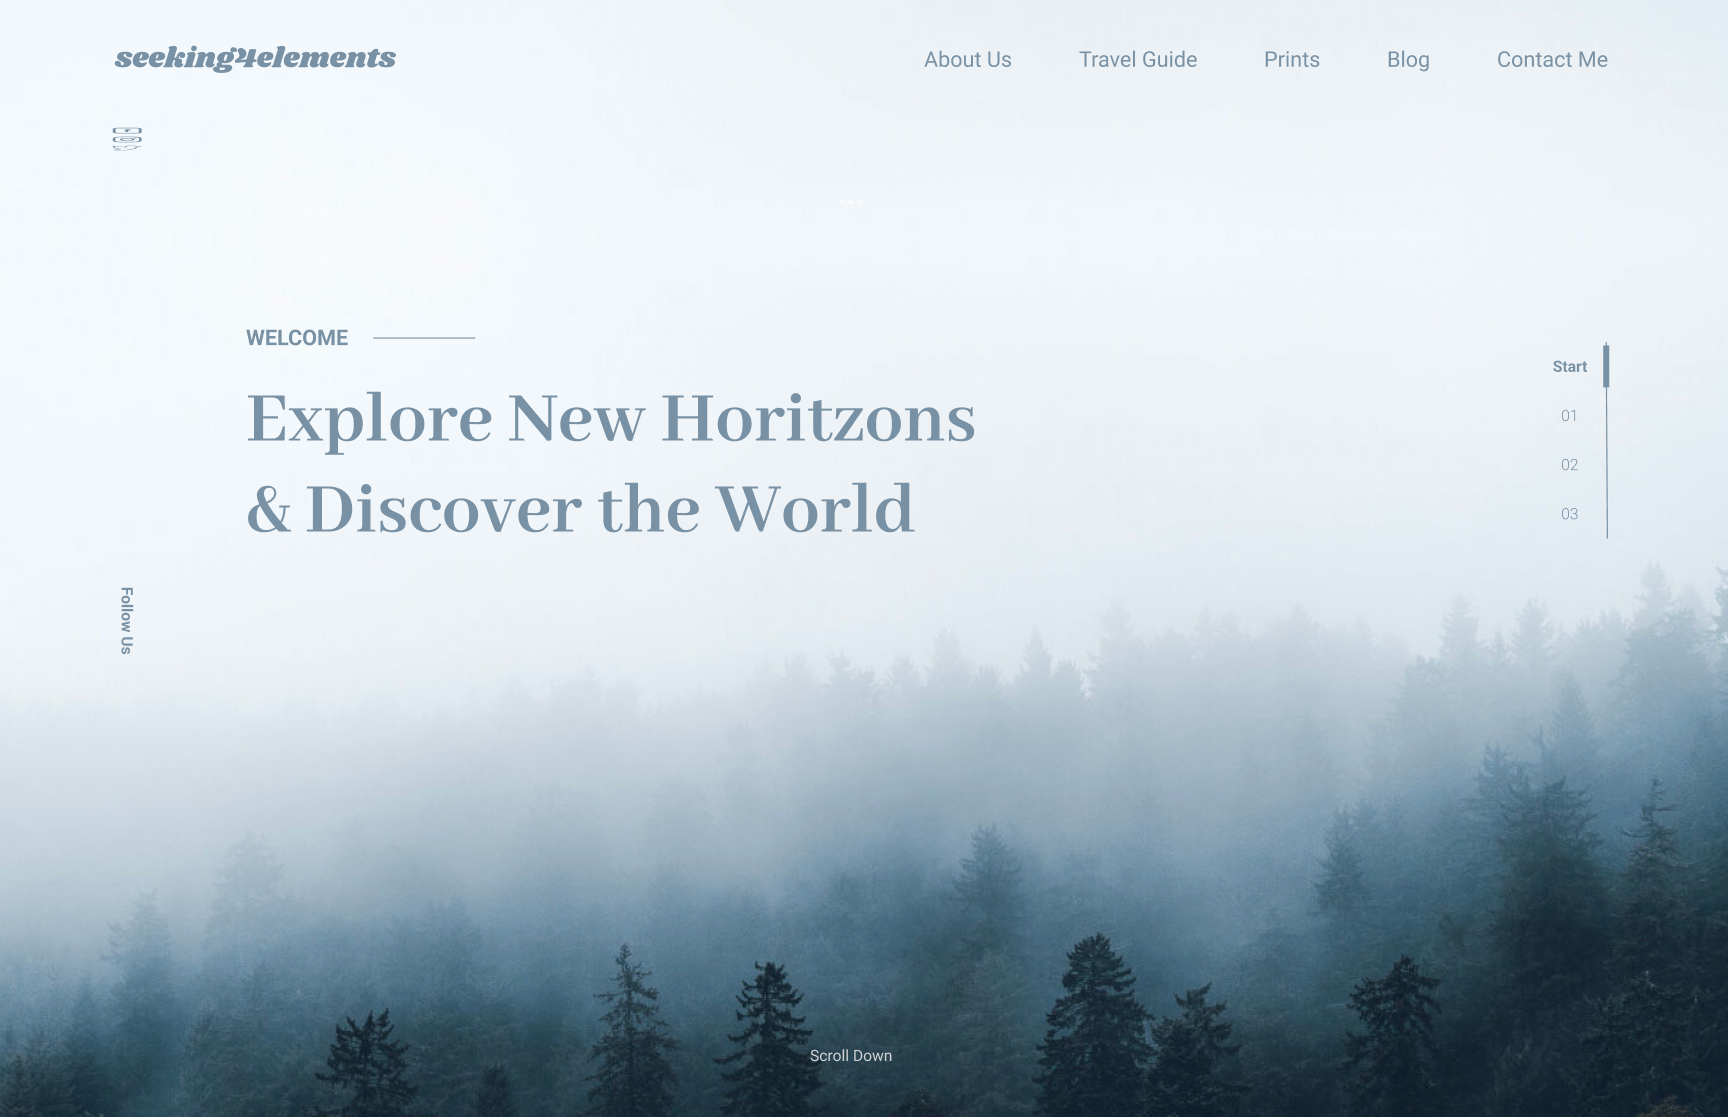 seeking4elements
About Us
Travel Guide
Prints
Blog
Contact Me
WELCOME
Explore New Horitzons
& Discover the World
Start
01
02
03
Follow Us
Scroll Down